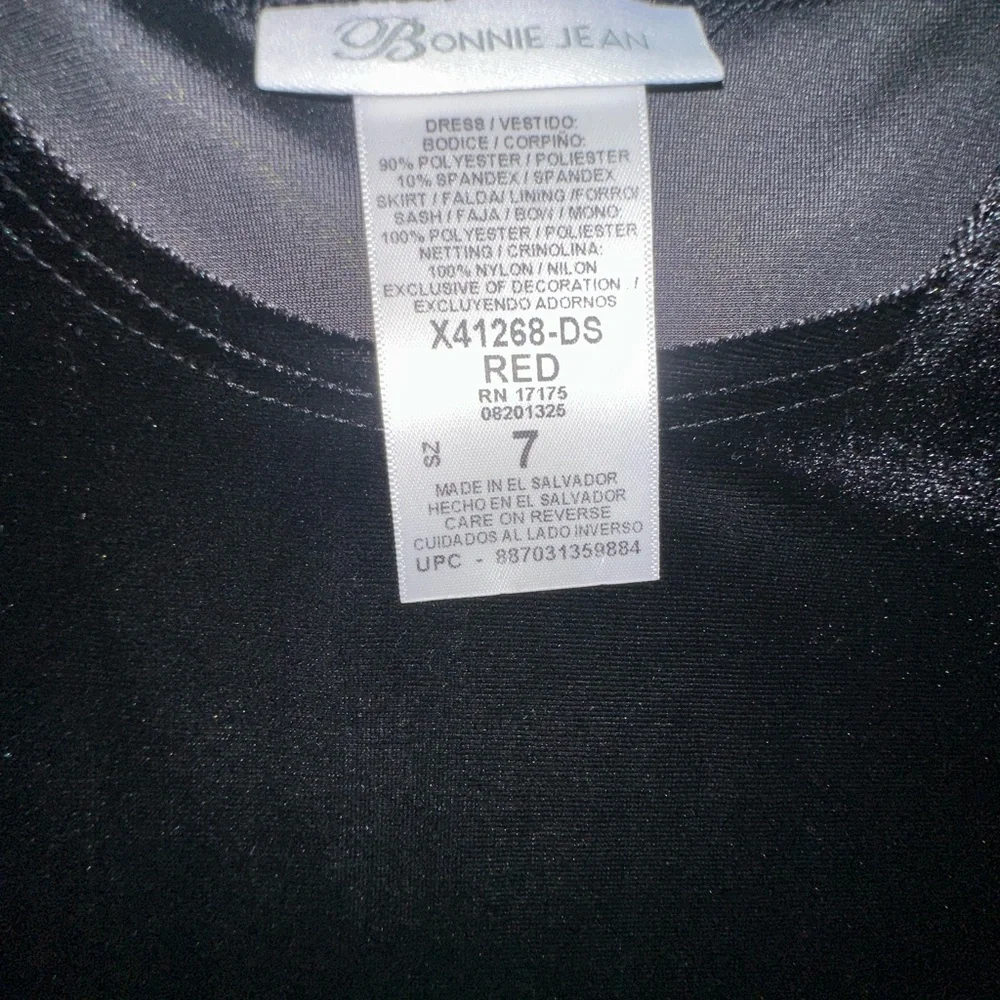 BONNIE JEAN
DRESS / VESTIDO:
BODICE / CORPIÑO:
90% POLYESTER / POLIESTER
10% SPANDEX / SPANDEX
SKIRT / FALDA/ LINING /FORRO/
SASH / FAJA / BOW / MONO:
100% POLYESTER / POLIESTER
NETTING / CRINOLINA:
100% NYLON / NILON
EXCLUSIVE OF DECORATION . /
EXCLUYENDO ADORNOS
X41268-DS
RED
RN 17175
08201325
SZ 7
MADE IN EL SALVADOR
HECHO EN EL SALVADOR
CARE ON REVERSE
CUIDADOS AL LADO INVERSO
UPC - 887031359884